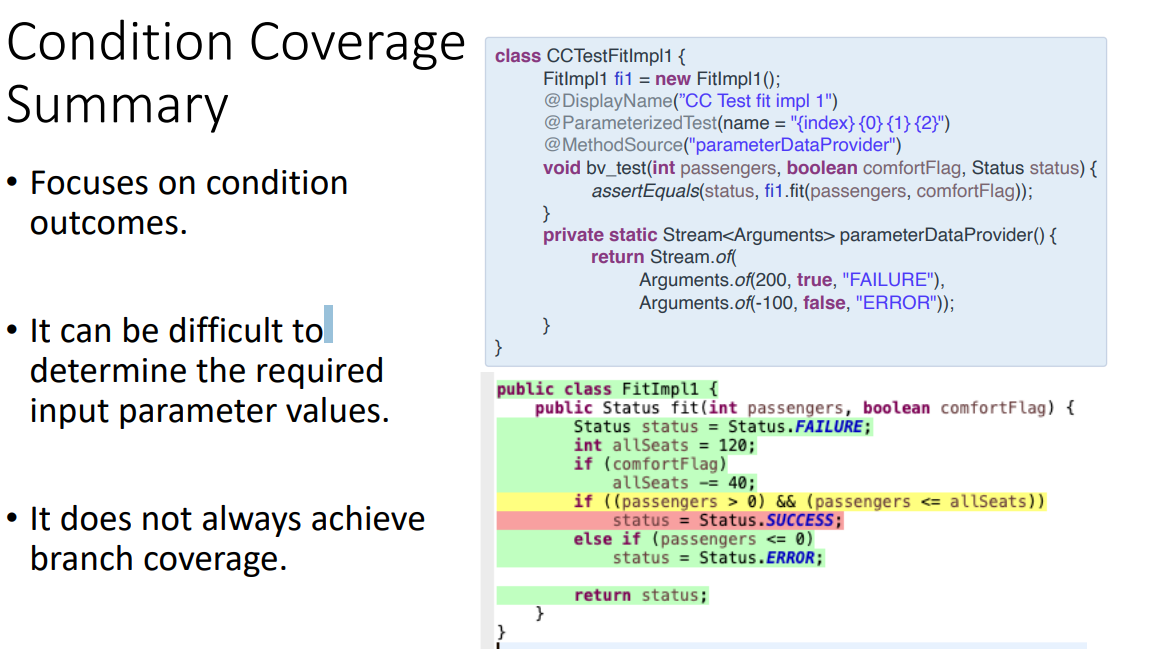 Condition Coverage
Summary
• Focuses on condition
outcomes.
• It can be difficult to
determine the required
input parameter values.
• It does not always achieve
branch coverage.
class CCTestFitImpl1 {
FitImpl1 fi1 = new FitImpl1();
@DisplayName(”CC Test fit impl 1")
@ParameterizedTest(name = "{index} {0} {1} {2}")
@MethodSource("parameterDataProvider")
void bv_test(int passengers, boolean comfortFlag, Status status) {
assertEquals(status, fi1.fit(passengers, comfortFlag));
}
private static Stream<Arguments> parameterDataProvider() {
return Stream.of(
Arguments.of(200, true, "FAILURE"),
Arguments.of(-100, false, "ERROR"));
}
}
public class FitImpl1 {
public Status fit(int passengers, boolean comfortFlag) {
Status status = Status.FAILURE;
int allSeats = 120;
if (comfortFlag)
allSeats -= 40;
if ((passengers > 0) && (passengers <= allSeats))
status = Status.SUCCESS;
else if (passengers <= 0)
status = Status.ERROR;
return status;
}
}